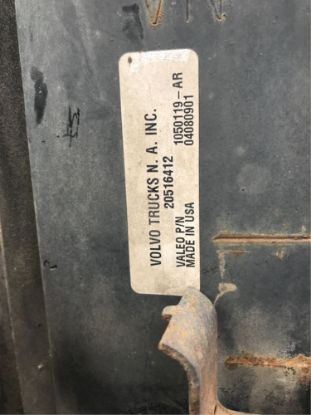 VOLVO TRUCKS N. A. INC.
20516412
VALEO P/N 1050119-AR
MADE IN USA 04080901